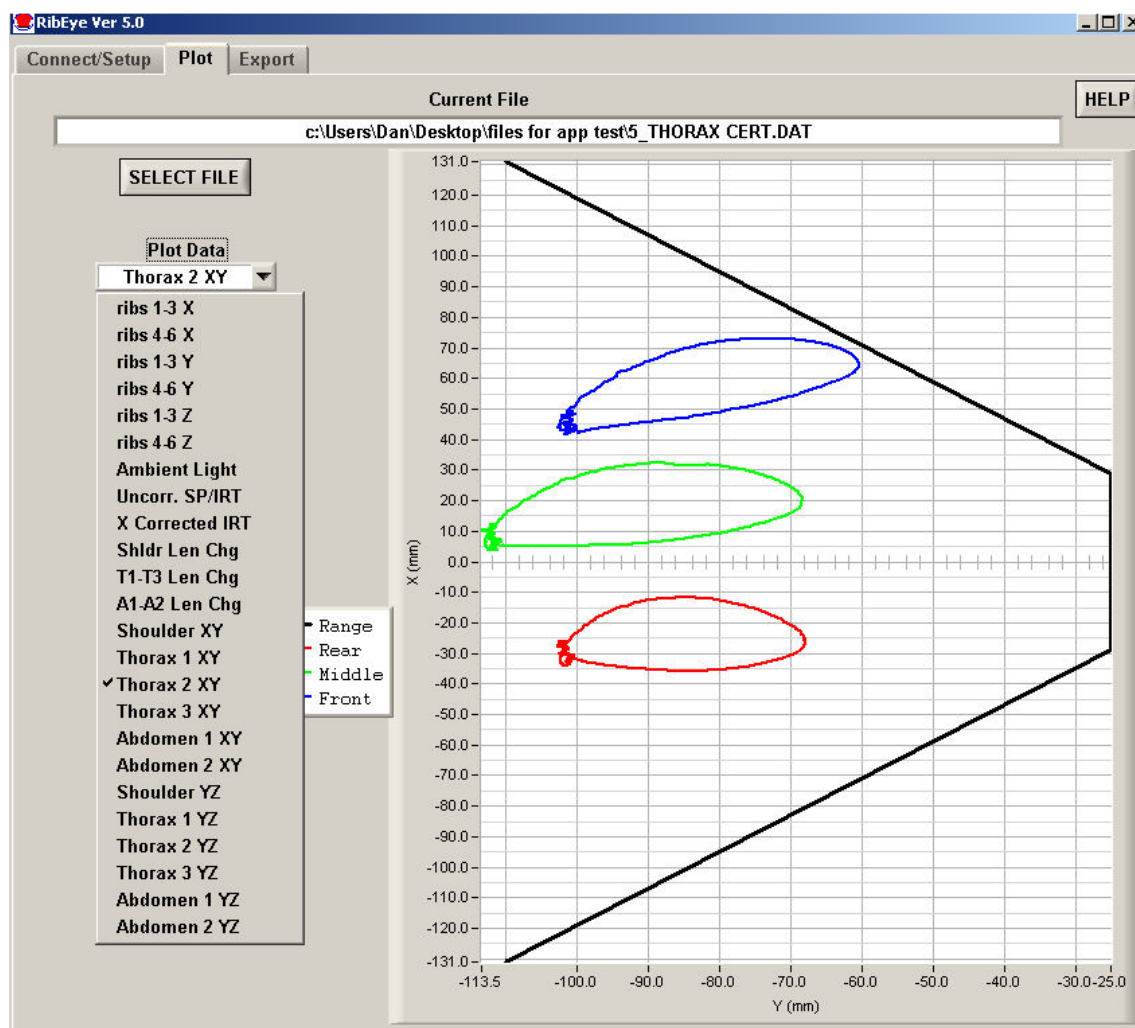 RibEye Ver 5.0
Connect/Setup Plot Export
Current File
HELP
c:\Users\Dan\Desktop\files for app test\5_THORAX CERT.DAT
SELECT FILE
Plot Data
Thorax 2 XY
ribs 1-3 X
ribs 4-6 X
ribs 1-3 Y
ribs 4-6 Y
ribs 1-3 Z
ribs 4-6 Z
Ambient Light
Uncorr. SP/IRT
X Corrected IRT
Shldr Len Chg
T1-T3 Len Chg
A1-A2 Len Chg
Shoulder XY
Thorax 1 XY
Thorax 2 XY
Thorax 3 XY
Abdomen 1 XY
Abdomen 2 XY
Shoulder YZ
Thorax 1 YZ
Thorax 2 YZ
Thorax 3 YZ
Abdomen 1 YZ
Abdomen 2 YZ
Range
Rear
Middle
Front
131.0
120.0
110.0
100.0
90.0
80.0
70.0
60.0
50.0
40.0
30.0
20.0
10.0
0.0
-10.0
-20.0
-30.0
-40.0
-50.0
-60.0
-70.0
-80.0
-90.0
-100.0
-110.0
-120.0
-131.0
X (mm)
-113.5 -100.0 -90.0 -80.0 -70.0 -60.0 -50.0 -40.0 -30.0 -25.0
Y (mm)